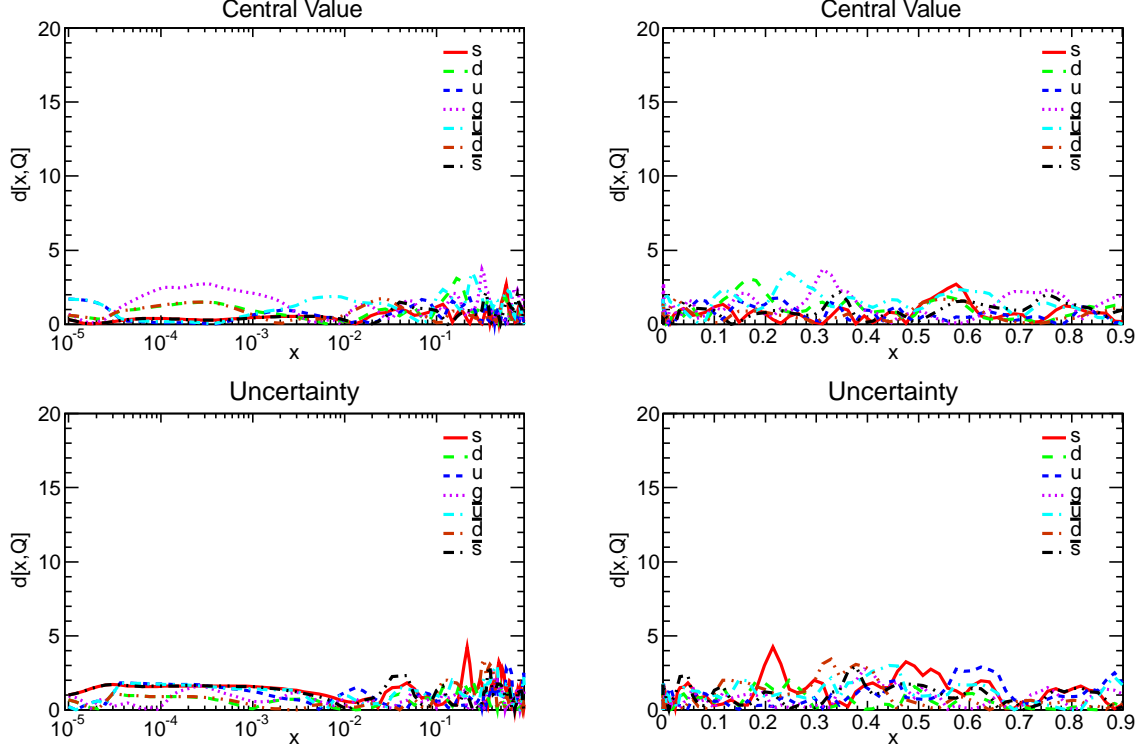 Central Value
20
15
10
5
0
d[x,Q]
s
d
u
g
ū
d̄
s̄
10⁻⁵ 10⁻⁴ 10⁻³ 10⁻² 10⁻¹
x
Central Value
20
15
10
5
0
d[x,Q]
s
d
u
g
ū
d̄
s̄
0 0.1 0.2 0.3 0.4 0.5 0.6 0.7 0.8 0.9
x
Uncertainty
20
15
10
5
0
d[x,Q]
s
d
u
g
ū
d̄
s̄
10⁻⁵ 10⁻⁴ 10⁻³ 10⁻² 10⁻¹
x
Uncertainty
20
15
10
5
0
d[x,Q]
s
d
u
g
ū
d̄
s̄
0 0.1 0.2 0.3 0.4 0.5 0.6 0.7 0.8 0.9
x